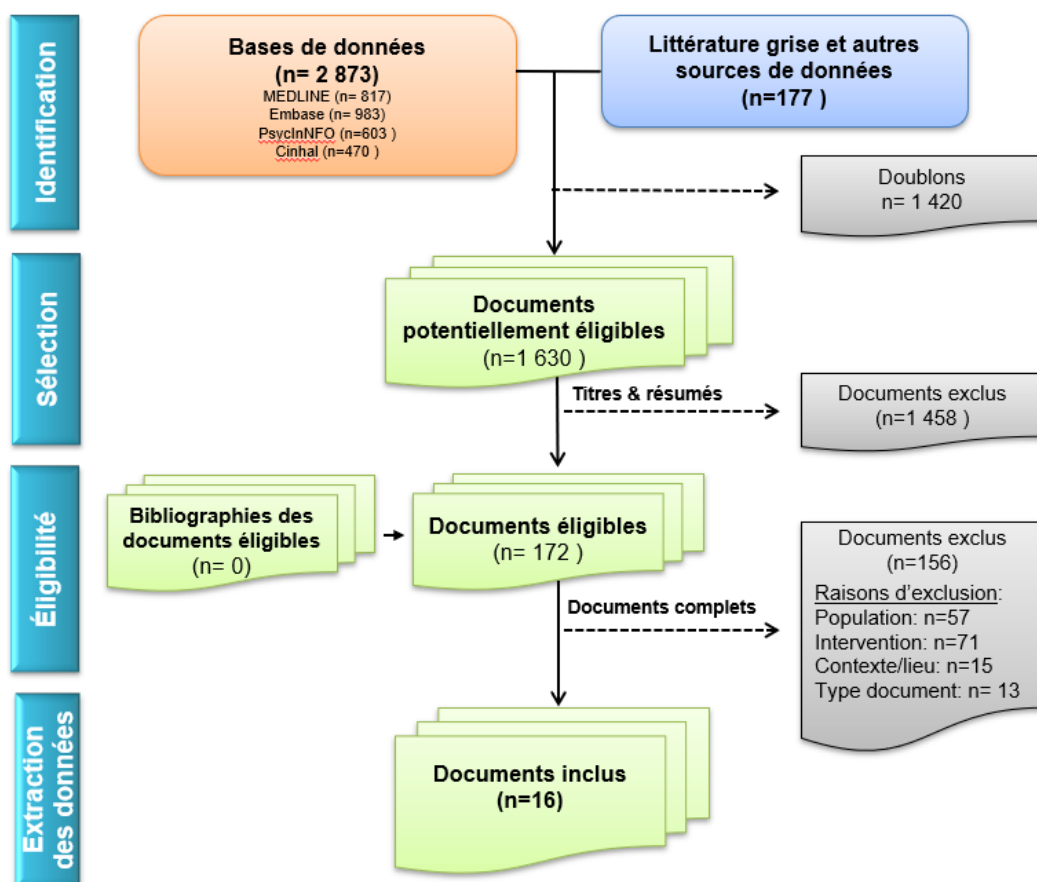 Identification
Bases de données
(n= 2 873)
MEDLINE (n= 817)
Embase (n= 983)
PsycInNFO (n=603 )
Cinhal (n=470 )
Littérature grise et autres
sources de données
(n=177 )
Doublons
n= 1 420
Sélection
Documents
potentiellement éligibles
(n=1 630 )
Titres & résumés
Documents exclus
(n=1 458 )
Éligibilité
Bibliographies des
documents éligibles
(n= 0)
Documents éligibles
(n= 172 )
Documents complets
Documents exclus
(n=156)
Raisons d'exclusion:
Population: n=57
Intervention: n=71
Contexte/lieu: n=15
Type document: n= 13
Extraction
des données
Documents inclus
(n=16)